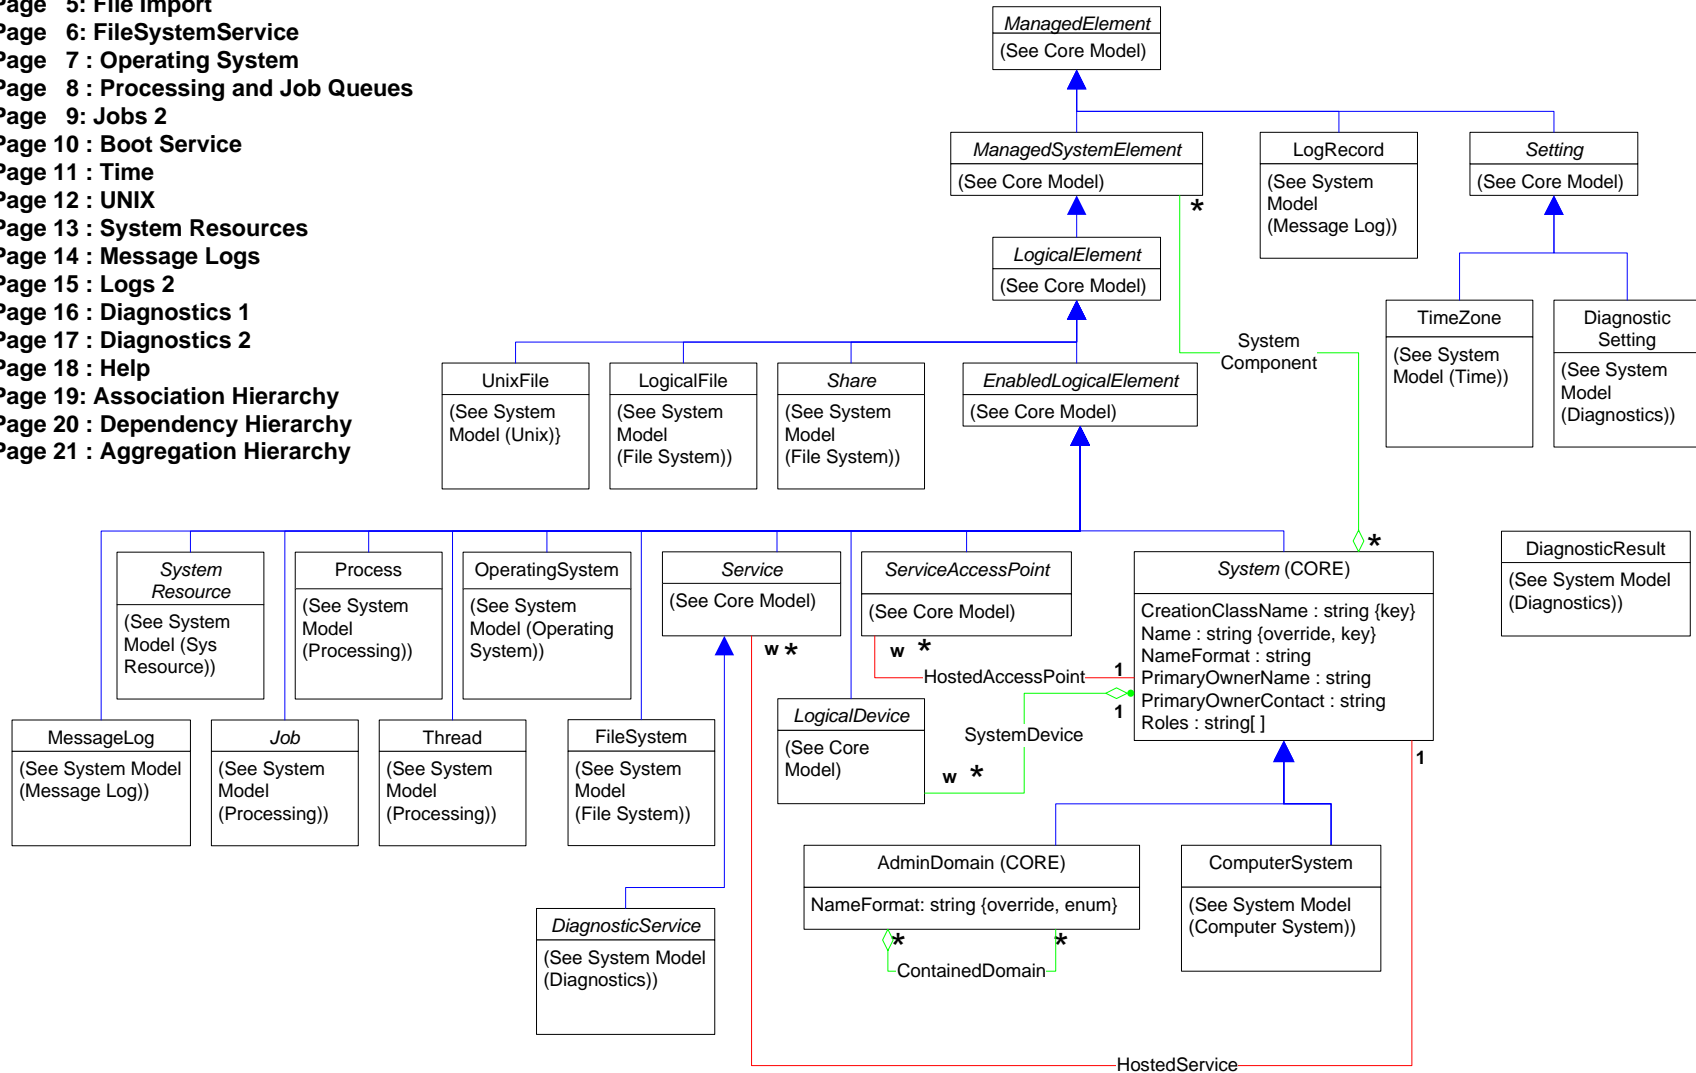 Page 5: File Import
Page 6: FileSystemService
Page 7 : Operating System
Page 8 : Processing and Job Queues
Page 9: Jobs 2
Page 10 : Boot Service
Page 11 : Time
Page 12 : UNIX
Page 13 : System Resources
Page 14 : Message Logs
Page 15 : Logs 2
Page 16 : Diagnostics 1
Page 17 : Diagnostics 2
Page 18 : Help
Page 19: Association Hierarchy
Page 20 : Dependency Hierarchy
Page 21 : Aggregation Hierarchy
ManagedElement
(See Core Model)
ManagedSystemElement
(See Core Model)
*
LogRecord
(See System
Model
(Message Log))
Setting
(See Core Model)
LogicalElement
(See Core Model)
TimeZone
(See System
Model (Time))
Diagnostic
Setting
(See System
Model
(Diagnostics))
System
Component
UnixFile
(See System
Model (Unix)}
LogicalFile
(See System
Model
(File System))
Share
(See System
Model
(File System))
EnabledLogicalElement
(See Core Model)
*
System
Resource
(See System
Model (Sys
Resource))
Process
(See System
Model
(Processing))
OperatingSystem
(See System
Model (Operating
System))
Service
(See Core Model)
w *
ServiceAccessPoint
(See Core Model)
w *
System (CORE)
CreationClassName : string {key}
Name : string {override, key}
NameFormat : string
PrimaryOwnerName : string
PrimaryOwnerContact : string
Roles : string[ ]
DiagnosticResult
(See System Model
(Diagnostics))
HostedAccessPoint
1
1
SystemDevice
w *
1
MessageLog
(See System Model
(Message Log))
Job
(See System
Model
(Processing))
Thread
(See System
Model
(Processing))
FileSystem
(See System
Model
(File System))
LogicalDevice
(See Core
Model)
AdminDomain (CORE)
NameFormat: string {override, enum}
* *
ContainedDomain
ComputerSystem
(See System Model
(Computer System))
DiagnosticService
(See System Model
(Diagnostics))
HostedService